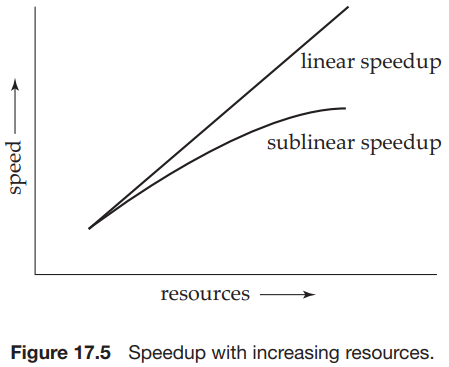 linear speedup
sublinear speedup
speed
resources
Figure 17.5 Speedup with increasing resources.